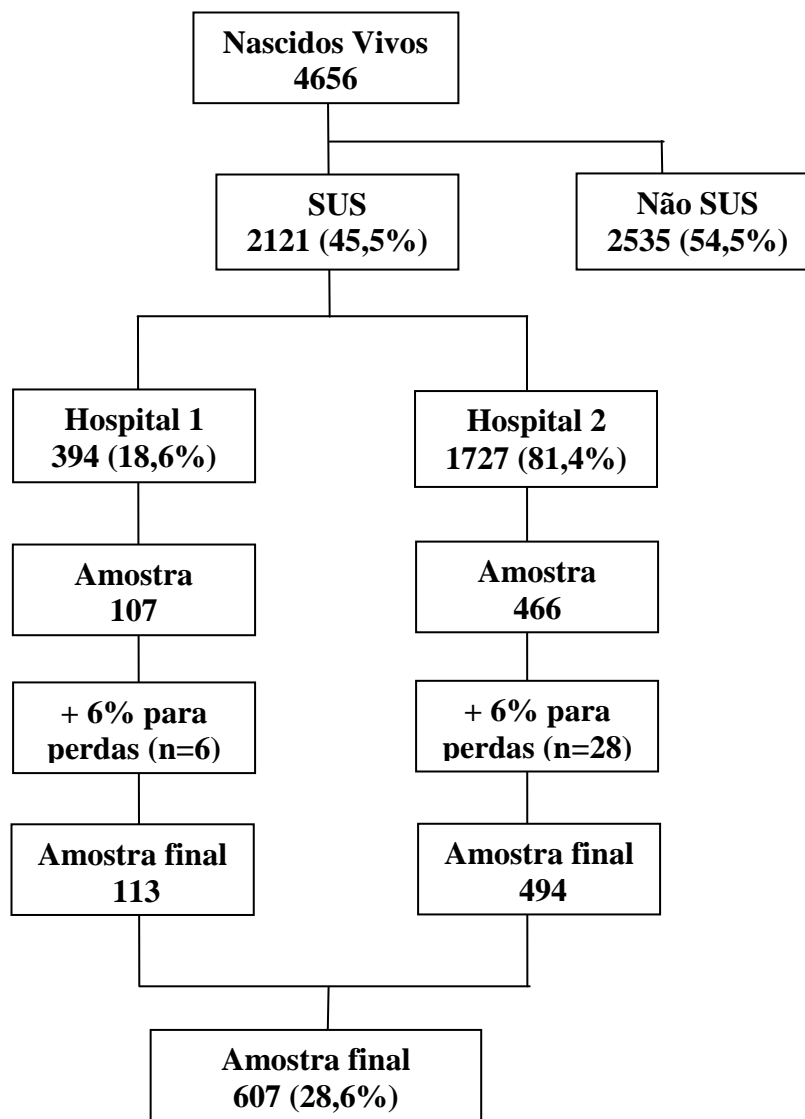 Nascidos Vivos
4656
SUS
2121 (45,5%)
Não SUS
2535 (54,5%)
Hospital 1
394 (18,6%)
Hospital 2
1727 (81,4%)
Amostra
107
Amostra
466
+ 6% para
perdas (n=6)
+ 6% para
perdas (n=28)
Amostra final
113
Amostra final
494
Amostra final
607 (28,6%)